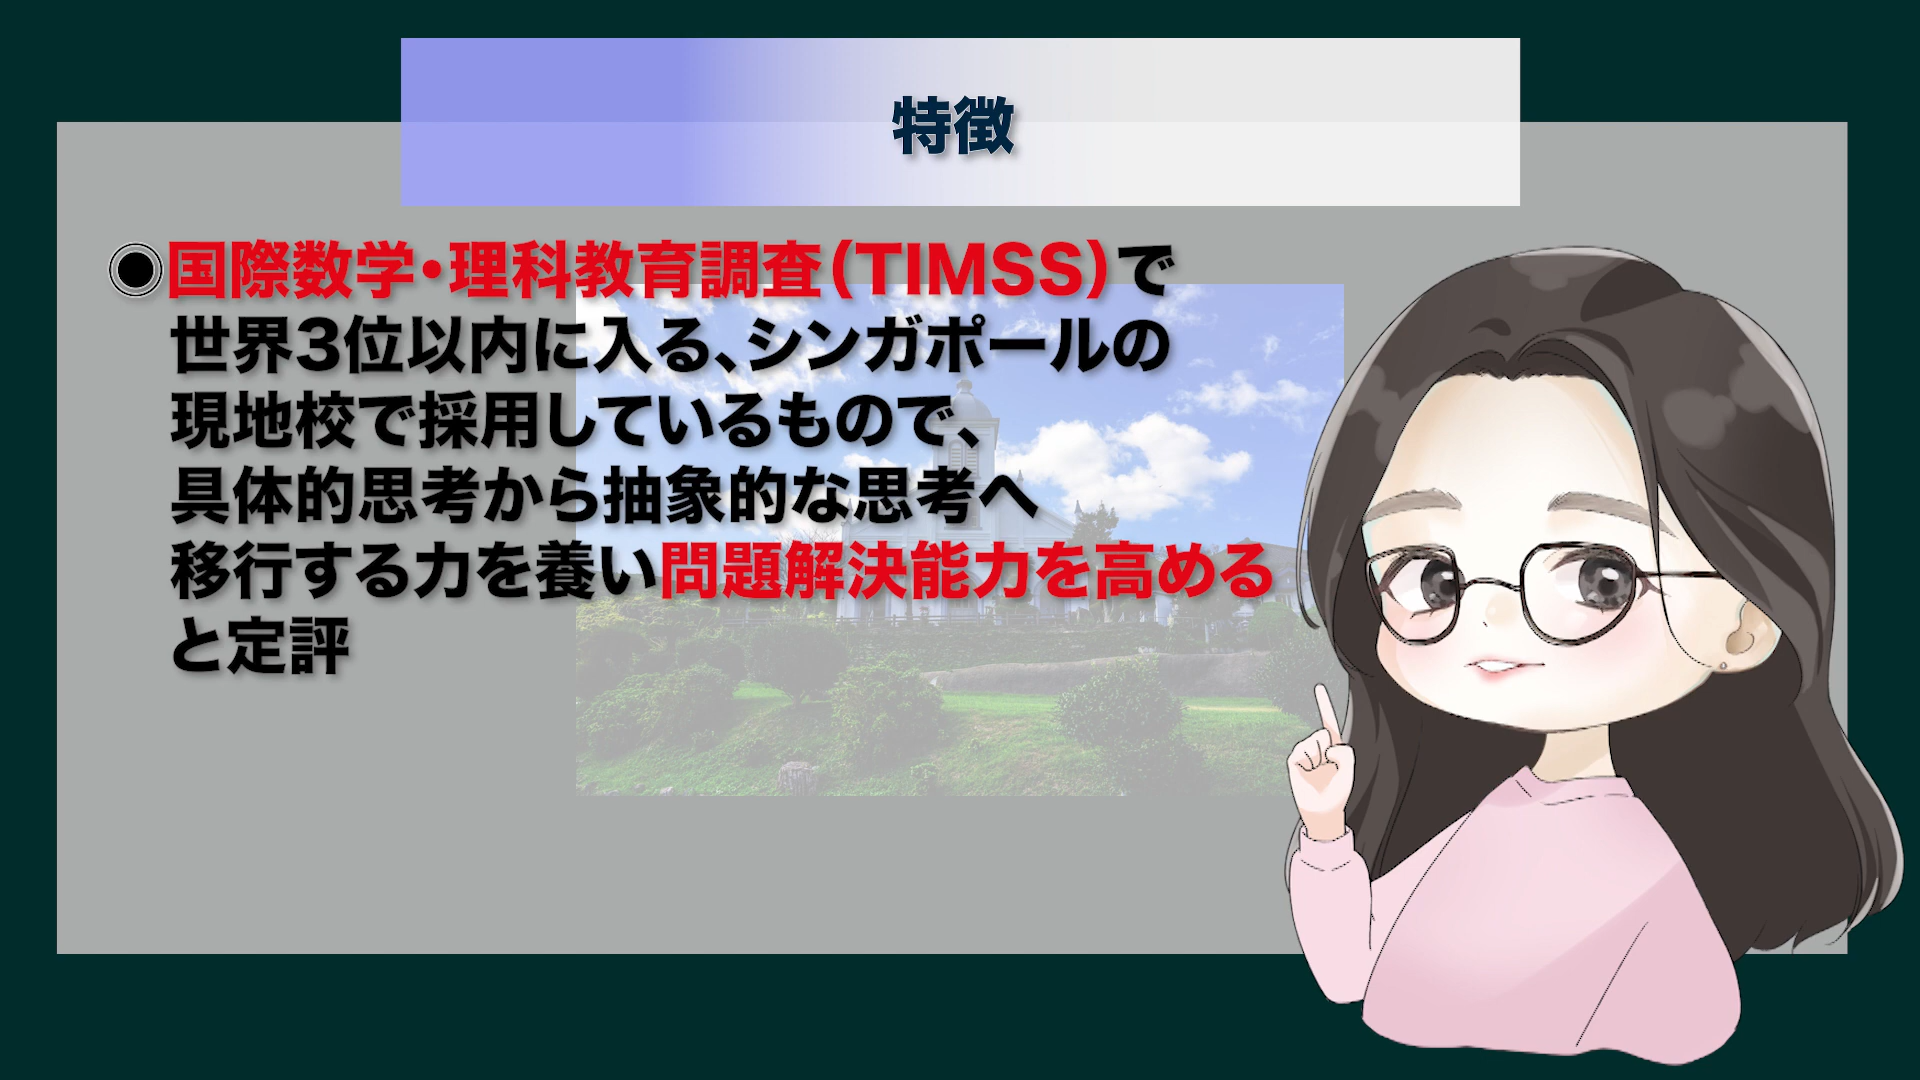 特徴
◉国際数学・理科教育調査(TIMSS)で
世界3位以内に入る、シンガポールの
現地校で採用しているもので、
具体的思考から抽象的な思考へ
移行する力を養い問題解決能力を高める
と定評